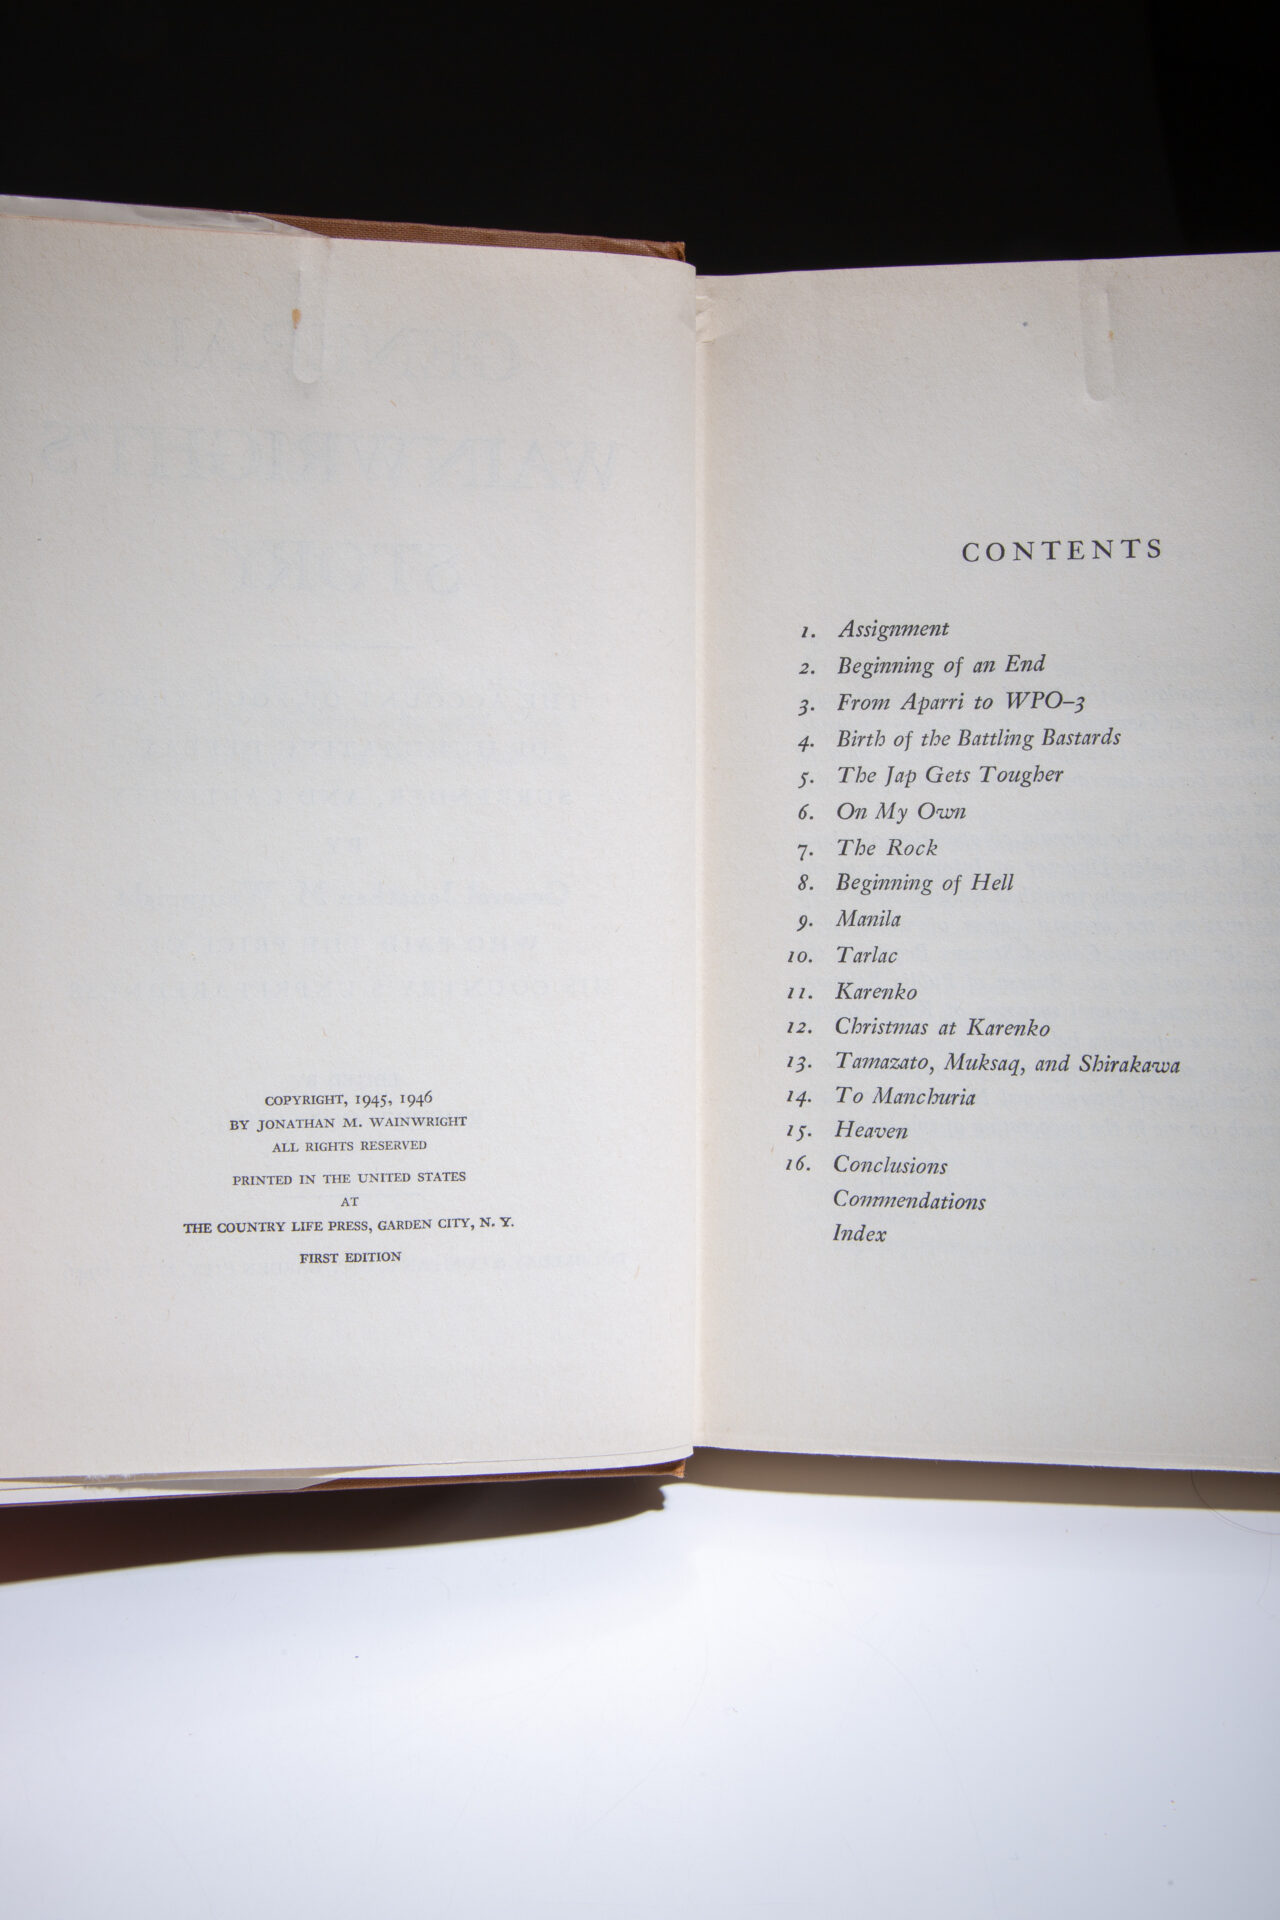 COPYRIGHT, 1945, 1946
BY JONATHAN M. WAINWRIGHT
ALL RIGHTS RESERVED
PRINTED IN THE UNITED STATES
AT
THE COUNTRY LIFE PRESS, GARDEN CITY, N. Y.
FIRST EDITION
CONTENTS
1. Assignment
2. Beginning of an End
3. From Aparri to WPO–3
4. Birth of the Battling Bastards
5. The Jap Gets Tougher
6. On My Own
7. The Rock
8. Beginning of Hell
9. Manila
10. Tarlac
11. Karenko
12. Christmas at Karenko
13. Tamazato, Muksaq, and Shirakawa
14. To Manchuria
15. Heaven
16. Conclusions
Commendations
Index